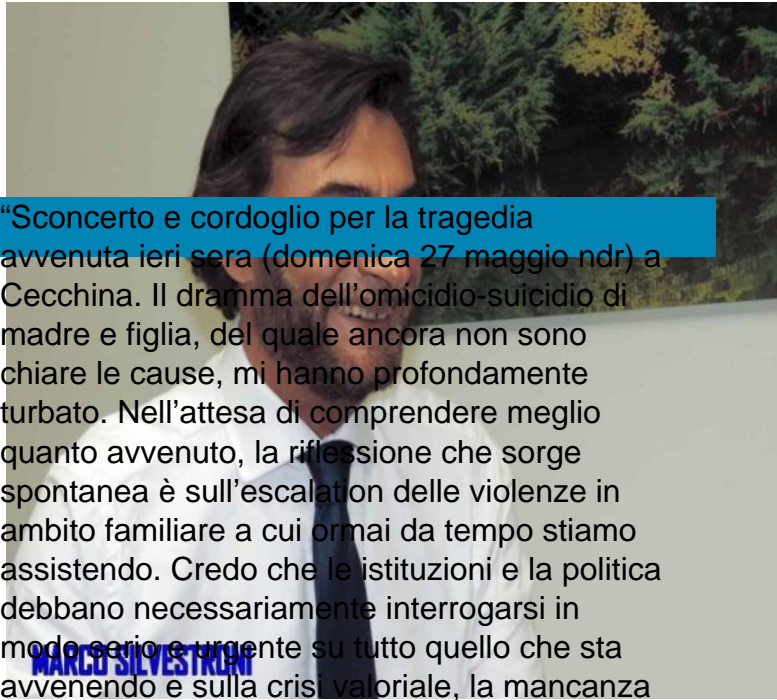 “Sconcerto e cordoglio per la tragedia
avvenuta ieri sera (domenica 27 maggio ndr) a
Cecchina. Il dramma dell’omicidio-suicidio di
madre e figlia, del quale ancora non sono
chiare le cause, mi hanno profondamente
turbato. Nell’attesa di comprendere meglio
quanto avvenuto, la riflessione che sorge
spontanea è sull’escalation delle violenze in
ambito familiare a cui ormai da tempo stiamo
assistendo. Credo che le istituzioni e la politica
debbano necessariamente interrogarsi in
modo serio e urgente su tutto quello che sta
MARCO SILVESTRONI
avvenendo e sulla crisi valoriale, la mancanza